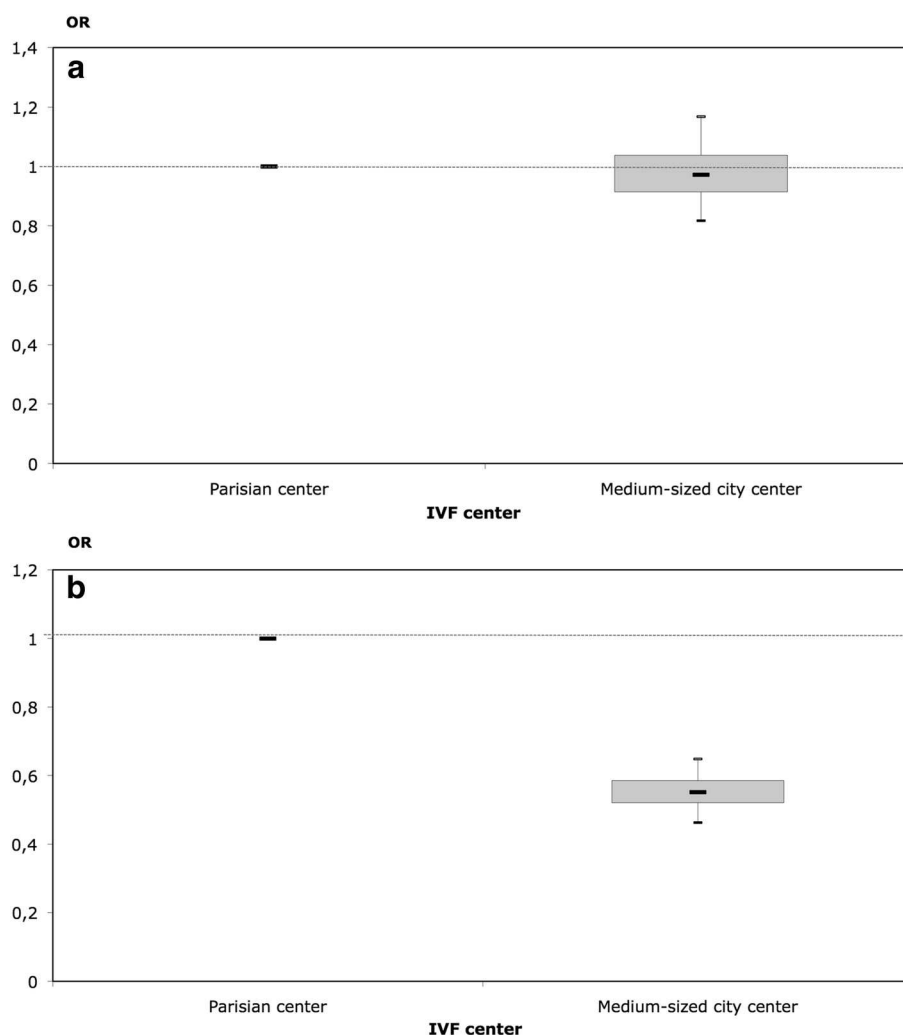 OR
1,4
a
1,2
1
0,8
0,6
0,4
0,2
0
Parisian center Medium-sized city center
IVF center
OR
1,2
b
1
0,8
0,6
0,4
0,2
0
Parisian center Medium-sized city center
IVF center